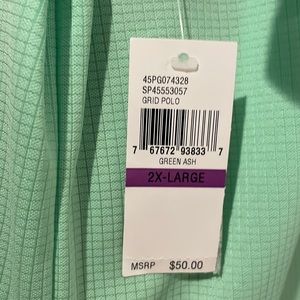 45PG074328
SP45553057
GRID POLO
7 67672 93833 7
GREEN ASH
2X-LARGE
MSRP $50.00